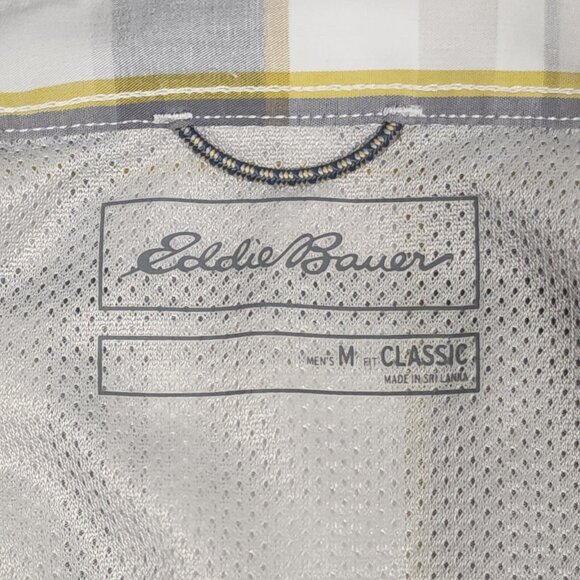 Eddie Bauer
MEN'S M FIT CLASSIC
MADE IN SRI LANKA